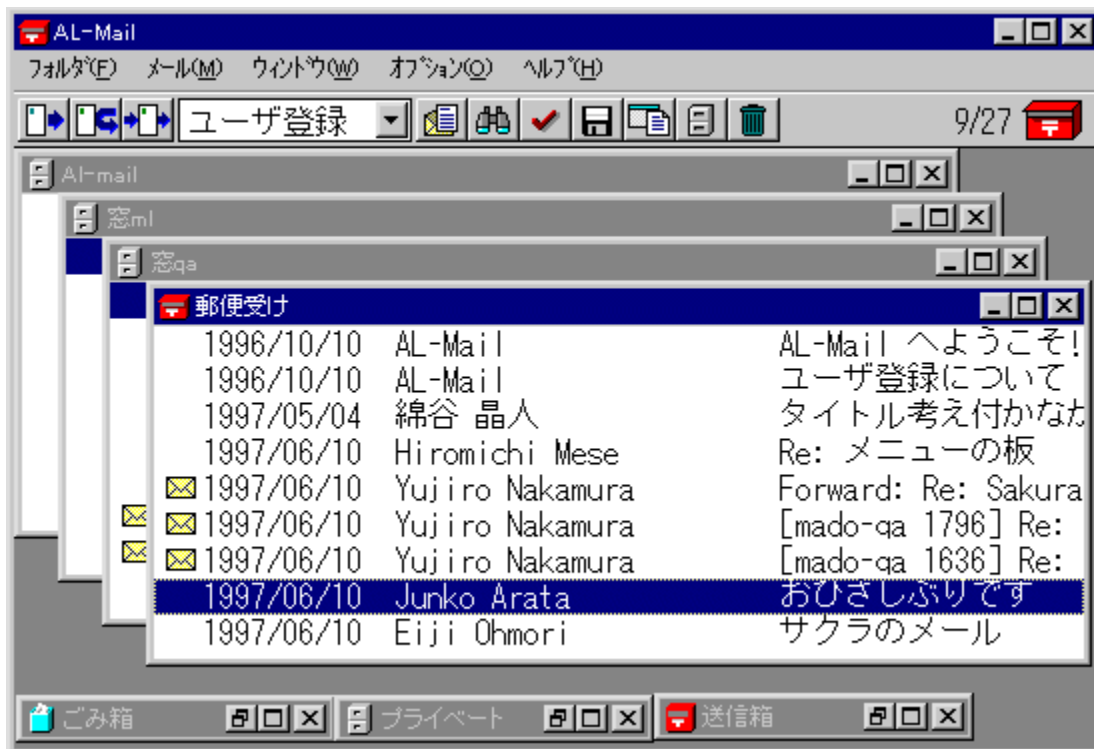 AL-Mail
フォルダ(F) メール(M) ウィンドウ(W) オプション(O) ヘルプ(H)
ユーザ登録 9/27
Al-mail
窓ml
窓qa
郵便受け
1996/10/10 AL-Mail AL-Mail へようこそ!
1996/10/10 AL-Mail ユーザ登録について
1997/05/04 綿谷 晶人 タイトル考え付かなか
1997/06/10 Hiromichi Mese Re: メニューの板
1997/06/10 Yujiro Nakamura Forward: Re: Sakura
1997/06/10 Yujiro Nakamura [mado-qa 1796] Re:
1997/06/10 Yujiro Nakamura [mado-qa 1636] Re:
1997/06/10 Junko Arata おひさしぶりです
1997/06/10 Eiji Ohmori サクラのメール
ごみ箱 プライベート 送信箱